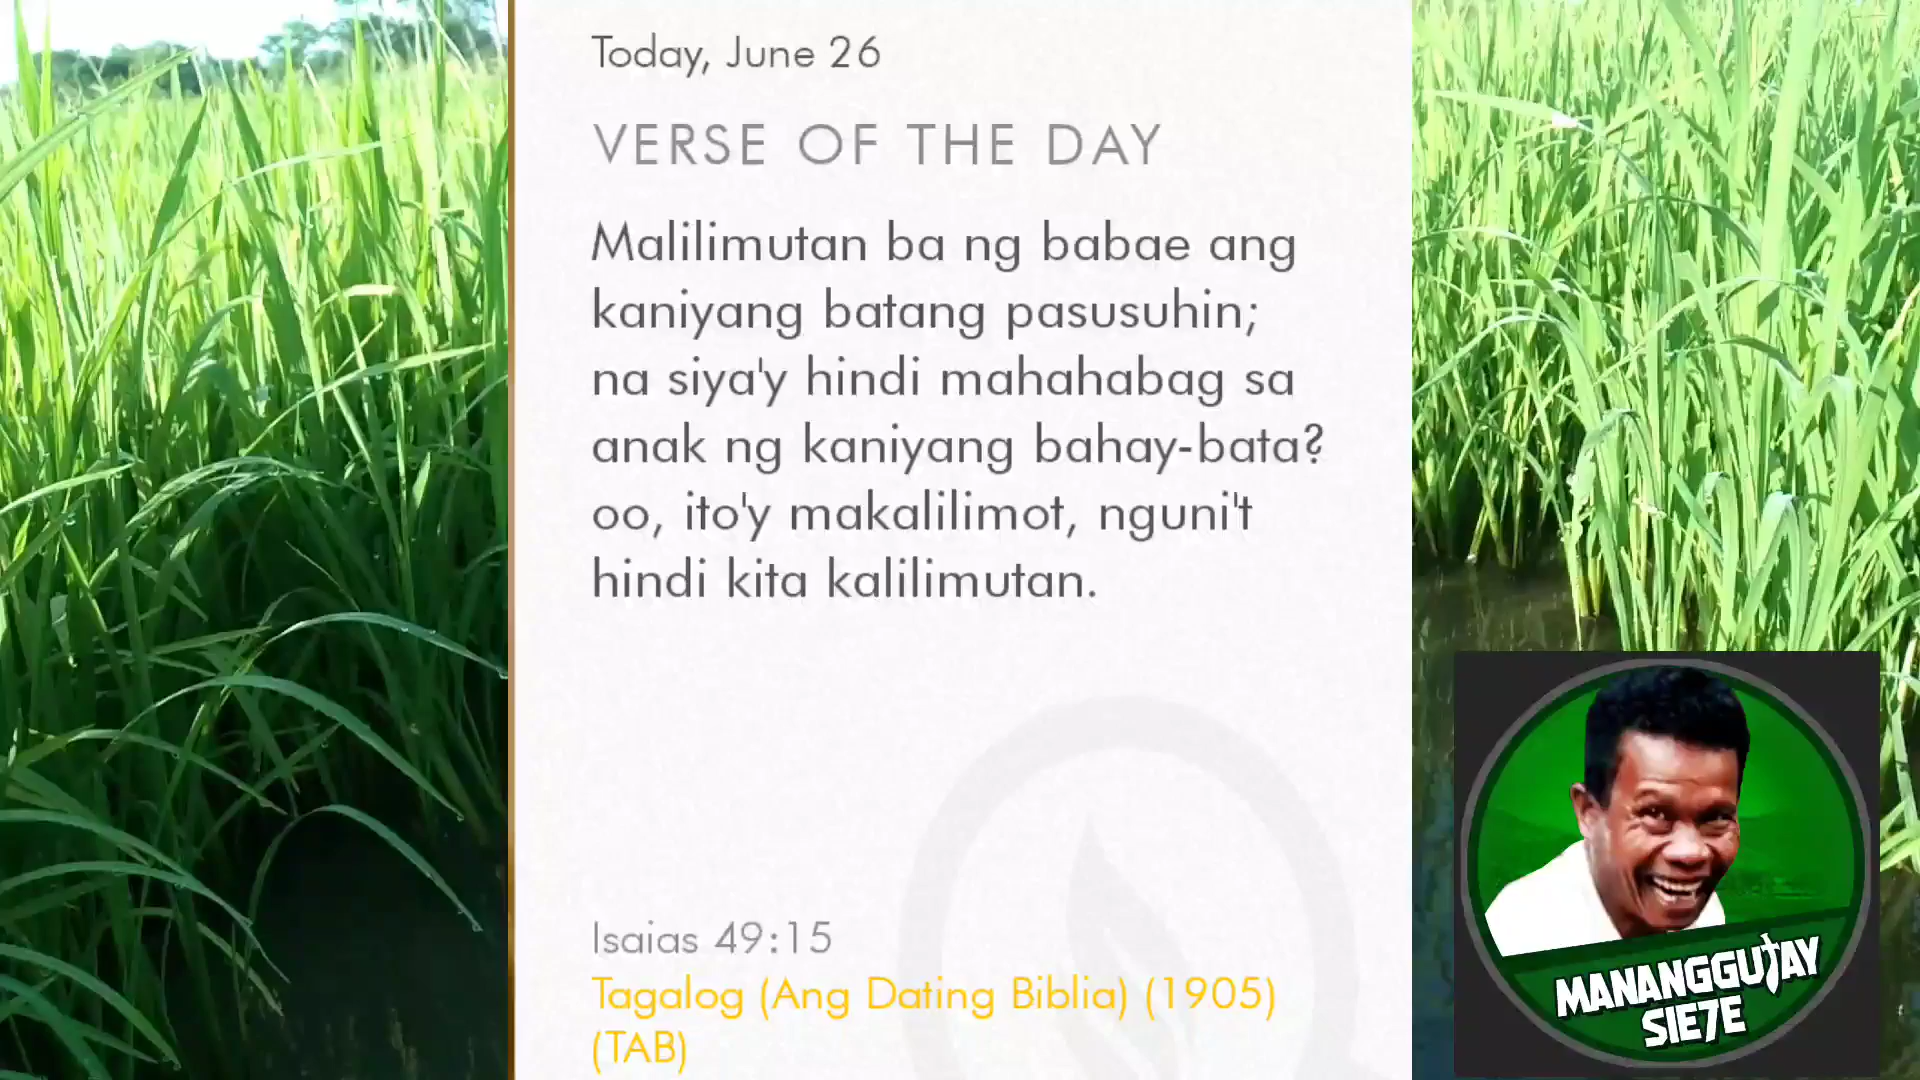 Today, June 26
VERSE OF THE DAY
Malilimutan ba ng babae ang
kaniyang batang pasusuhin;
na siya'y hindi mahahabag sa
anak ng kaniyang bahay-bata?
oo, ito'y makalilimot, nguni't
hindi kita kalilimutan.
Isaias 49:15
Tagalog (Ang Dating Biblia) (1905)
(TAB)
MANANGGUTAY
SIE7E